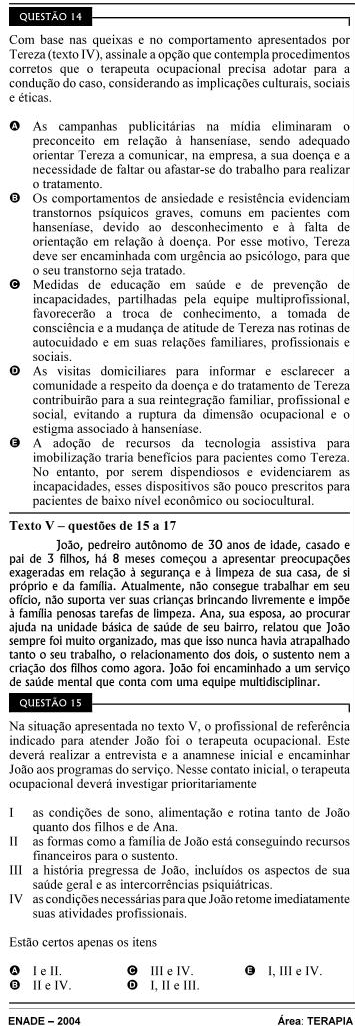 QUESTÃO 14
Com base nas queixas e no comportamento apresentados por
Tereza (texto IV), assinale a opção que contempla procedimentos
corretos que o terapeuta ocupacional precisa adotar para a
condução do caso, considerando as implicações culturais, sociais
e éticas.
A As campanhas publicitárias na mídia eliminaram o
preconceito em relação à hanseníase, sendo adequado
orientar Tereza a comunicar, na empresa, a sua doença e a
necessidade de faltar ou afastar-se do trabalho para realizar
o tratamento.
B Os comportamentos de ansiedade e resistência evidenciam
transtornos psíquicos graves, comuns em pacientes com
hanseníase, devido ao desconhecimento e à falta de
orientação em relação à doença. Por esse motivo, Tereza
deve ser encaminhada com urgência ao psicólogo, para que
o seu transtorno seja tratado.
C Medidas de educação em saúde e de prevenção de
incapacidades, partilhadas pela equipe multiprofissional,
favorecerão a troca de conhecimento, a tomada de
consciência e a mudança de atitude de Tereza nas rotinas de
autocuidado e em suas relações familiares, profissionais e
sociais.
D As visitas domiciliares para informar e esclarecer a
comunidade a respeito da doença e do tratamento de Tereza
contribuirão para a sua reintegração familiar, profissional e
social, evitando a ruptura da dimensão ocupacional e o
estigma associado à hanseníase.
E A adoção de recursos da tecnologia assistiva para
imobilização traria benefícios para pacientes como Tereza.
No entanto, por serem dispendiosos e evidenciarem as
incapacidades, esses dispositivos são pouco prescritos para
pacientes de baixo nível econômico ou sociocultural.
Texto V – questões de 15 a 17
João, pedreiro autônomo de 30 anos de idade, casado e
pai de 3 filhos, há 8 meses começou a apresentar preocupações
exageradas em relação à segurança e à limpeza de sua casa, de si
próprio e da família. Atualmente, não consegue trabalhar em seu
ofício, não suporta ver suas crianças brincando livremente e impõe
à família penosas tarefas de limpeza. Ana, sua esposa, ao procurar
ajuda na unidade básica de saúde de seu bairro, relatou que João
sempre foi muito organizado, mas que isso nunca havia atrapalhado
tanto o seu trabalho, o relacionamento dos dois, o sustento nem a
criação dos filhos como agora. João foi encaminhado a um serviço
de saúde mental que conta com uma equipe multidisciplinar.
QUESTÃO 15
Na situação apresentada no texto V, o profissional de referência
indicado para atender João foi o terapeuta ocupacional. Este
deverá realizar a entrevista e a anamnese inicial e encaminhar
João aos programas do serviço. Nesse contato inicial, o terapeuta
ocupacional deverá investigar prioritariamente
I as condições de sono, alimentação e rotina tanto de João
quanto dos filhos e de Ana.
II as formas como a família de João está conseguindo recursos
financeiros para o sustento.
III a história pregressa de João, incluídos os aspectos de sua
saúde geral e as intercorrências psiquiátricas.
IV as condições necessárias para que João retome imediatamente
suas atividades profissionais.
Estão certos apenas os itens
A I e II. C III e IV. E I, III e IV.
B II e IV. D I, II e III.
ENADE – 2004 Área: TERAPIA